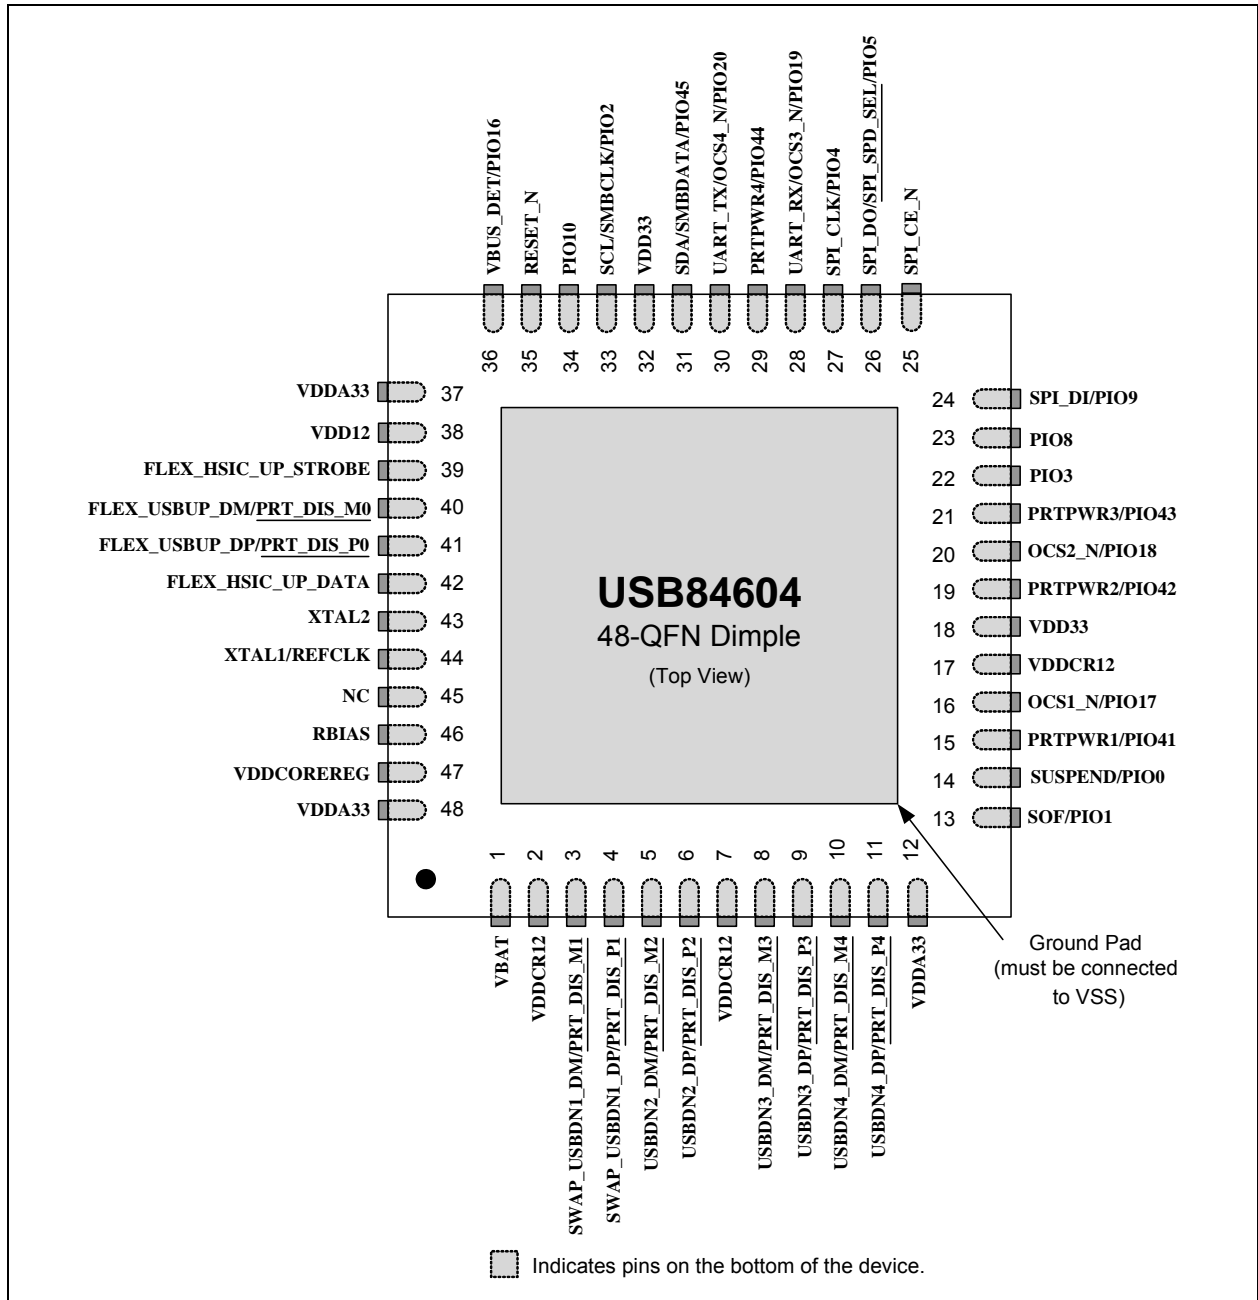 VBUS_DET/PIO16
RESET_N
PIO10
SCL/SMBCLK/PIO2
VDD33
SDA/SMBDATA/PIO45
UART_TX/OCS4_N/PIO20
PRTPWR4/PIO44
UART_RX/OCS3_N/PIO19
SPI_CLK/PIO4
SPI_DO/SPI_SPD_SEL/PIO5
SPI_CE_N
36 35 34 33 32 31 30 29 28 27 26 25
VDDA33 37
VDD12 38
FLEX_HSIC_UP_STROBE 39
FLEX_USBUP_DM/PRT_DIS_M0 40
FLEX_USBUP_DP/PRT_DIS_P0 41
FLEX_HSIC_UP_DATA 42
XTAL2 43
XTAL1/REFCLK 44
NC 45
RBIAS 46
VDDCOREREG 47
VDDA33 48
USB84604
48-QFN Dimple
(Top View)
24 SPI_DI/PIO9
23 PIO8
22 PIO3
21 PRTPWR3/PIO43
20 OCS2_N/PIO18
19 PRTPWR2/PIO42
18 VDD33
17 VDDCR12
16 OCS1_N/PIO17
15 PRTPWR1/PIO41
14 SUSPEND/PIO0
13 SOF/PIO1
1 2 3 4 5 6 7 8 9 10 11 12
VBAT
VDDCR12
SWAP_USBDN1_DM/PRT_DIS_M1
SWAP_USBDN1_DP/PRT_DIS_P1
USBDN2_DM/PRT_DIS_M2
USBDN2_DP/PRT_DIS_P2
VDDCR12
USBDN3_DM/PRT_DIS_M3
USBDN3_DP/PRT_DIS_P3
USBDN4_DM/PRT_DIS_M4
USBDN4_DP/PRT_DIS_P4
VDDA33
Ground Pad
(must be connected
to VSS)
Indicates pins on the bottom of the device.